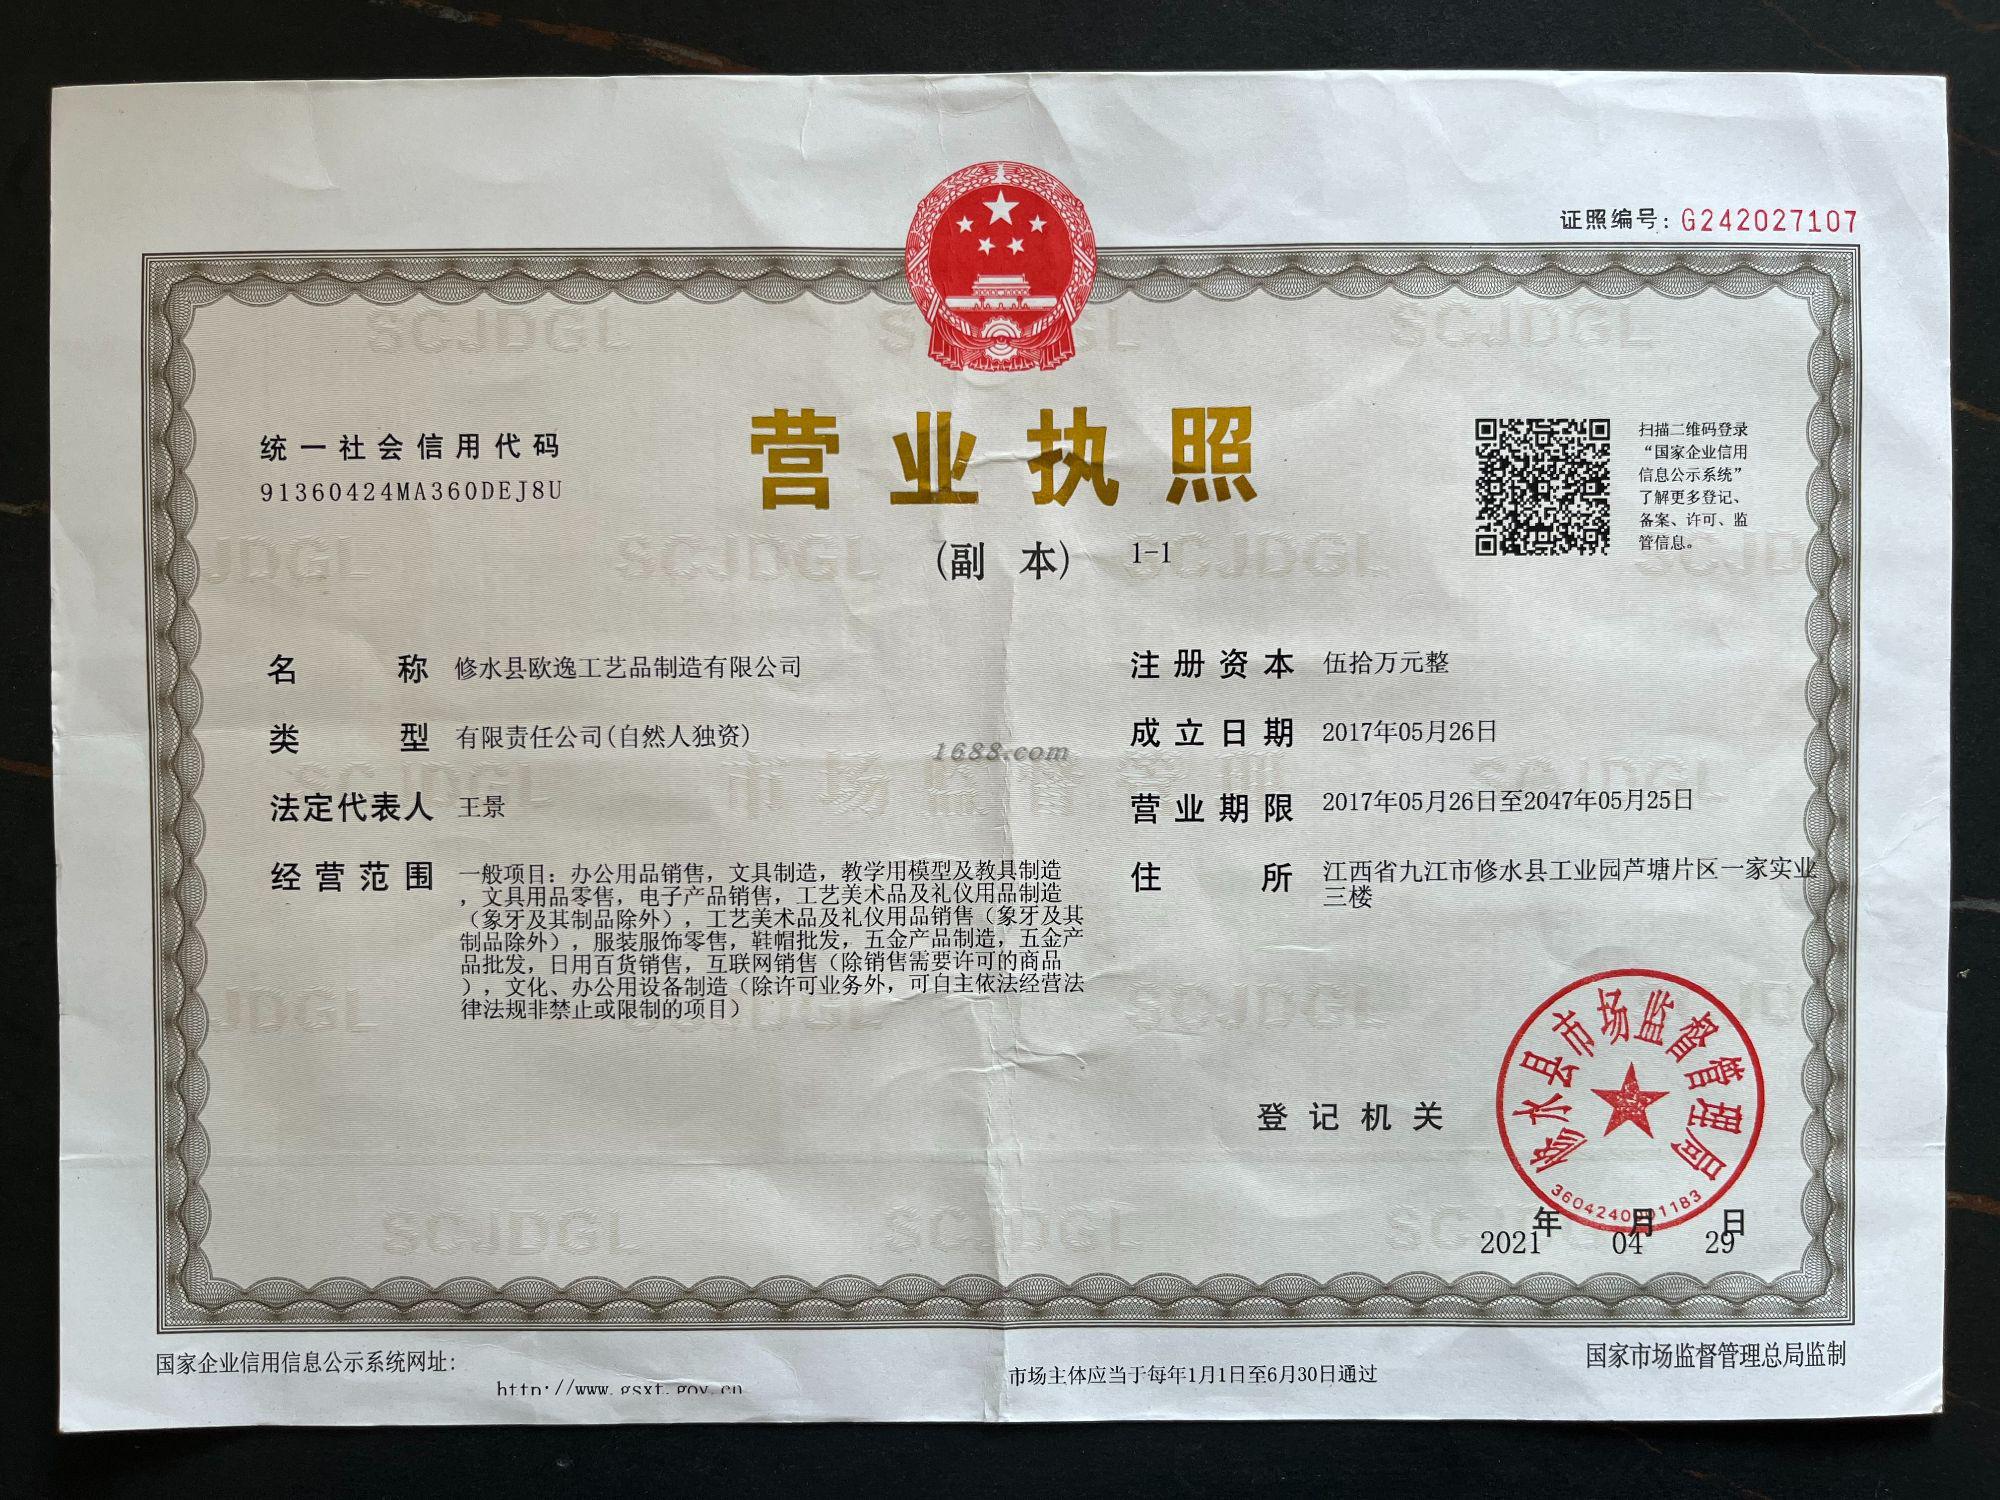 证照编号：G242027107
统一社会信用代码
91360424MA360DEJ8U
营业执照
(副 本) 1-1
扫描二维码登录
“国家企业信用
信息公示系统”
了解更多登记、
备案、许可、监
管信息。
名 称 修水县欧逸工艺品制造有限公司
类 型 有限责任公司(自然人独资)
法定代表人 王景
经营范围 一般项目：办公用品销售，文具制造，教学用模型及教具制造
，文具用品零售，电子产品销售，工艺美术品及礼仪用品制造
（象牙及其制品除外），工艺美术品及礼仪用品销售（象牙及其
制品除外），服装服饰零售，鞋帽批发，五金产品制造，五金产
品批发，日用百货销售，互联网销售（除销售需要许可的商品
），文化、办公用设备制造（除许可业务外，可自主依法经营法
律法规非禁止或限制的项目）
注册资本 伍拾万元整
成立日期 2017年05月26日
营业期限 2017年05月26日至2047年05月25日
住 所 江西省九江市修水县工业园芦塘片区一家实业
三楼
1688.com
SCJDGL
市场监督管理
登记机关
修水县市场监督管理局
3604240001183
2021年04月29日
国家企业信用信息公示系统网址：
http://www.gsxt.gov.cn
市场主体应当于每年1月1日至6月30日通过
国家市场监督管理总局监制